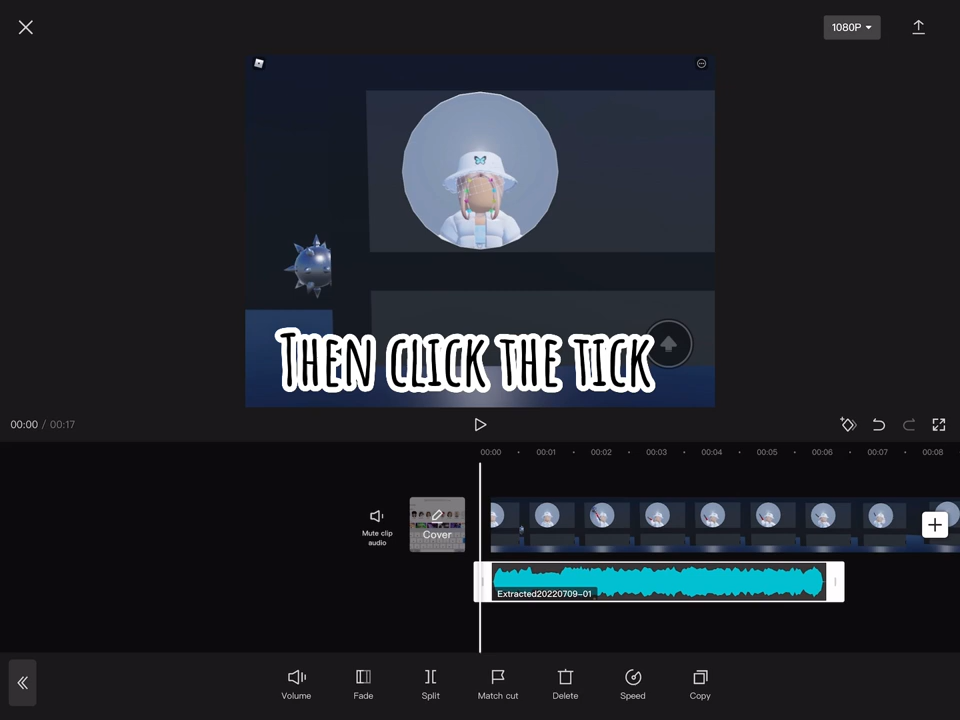 1080P
THEN CLICK THE TICK
00:00 / 00:17
00:00 00:01 00:02 00:03 00:04 00:05 00:06 00:07 00:08
Mute clip
audio
Cover
Extracted20220709-01
Volume Fade Split Match cut Delete Speed Copy